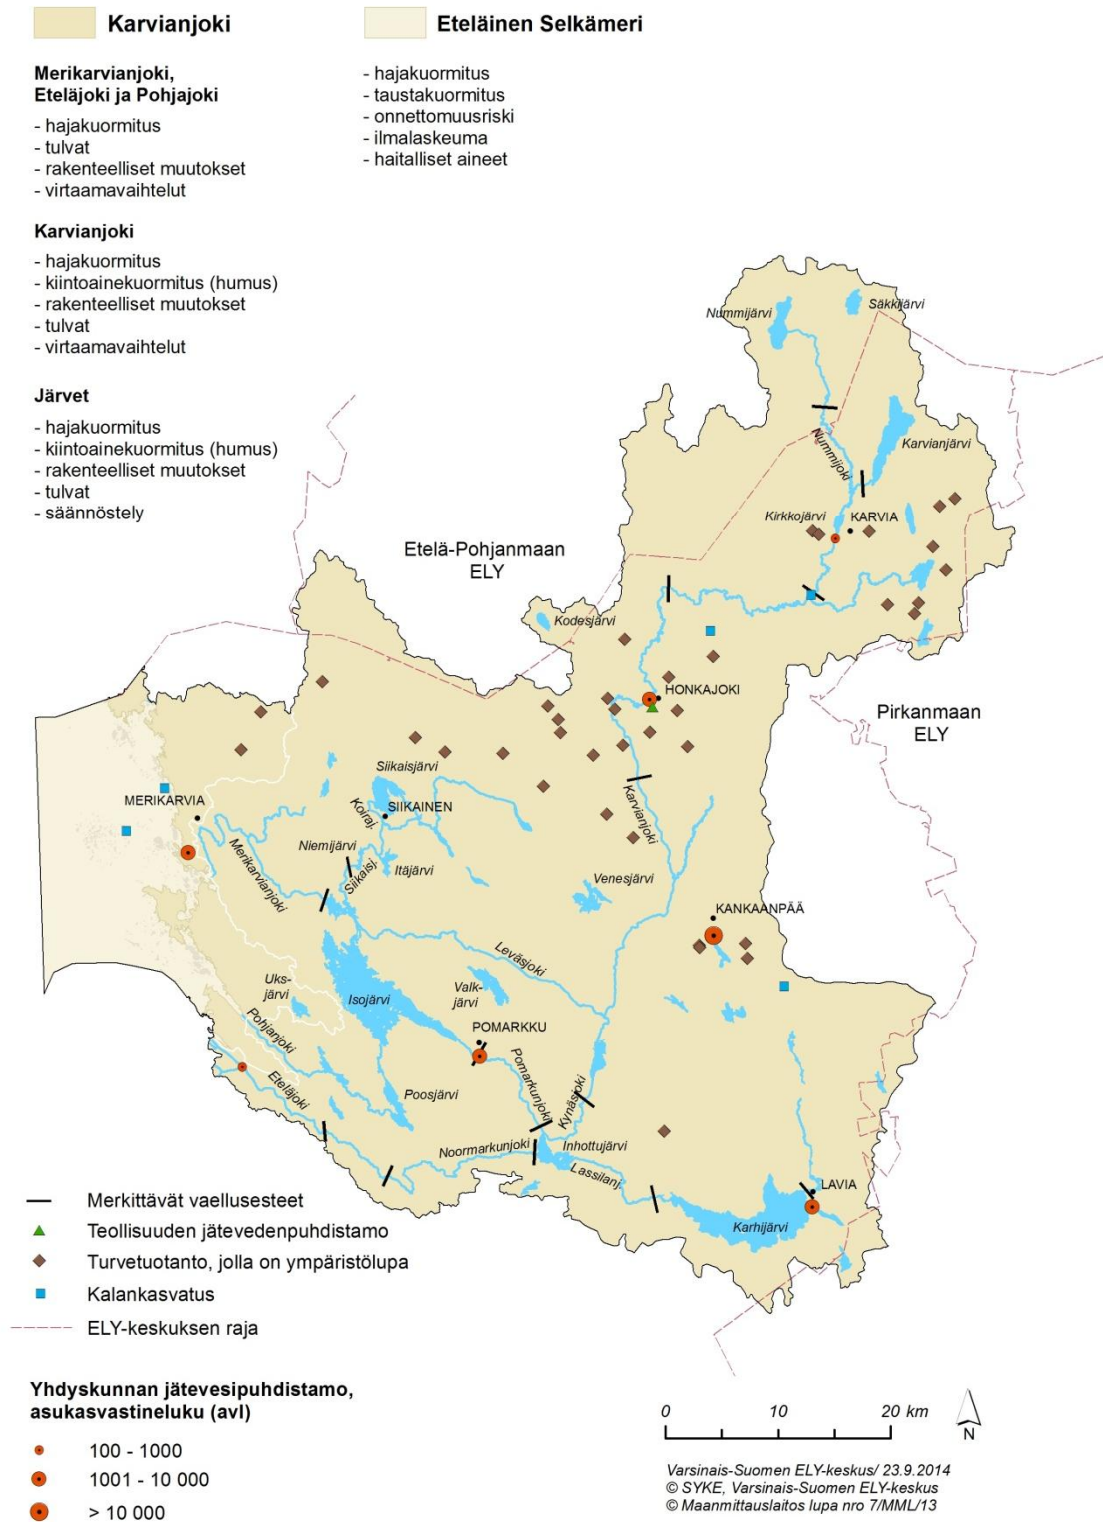 Karvianjoki
Eteläinen Selkämeri
Merikarvianjoki,
Eteläjoki ja Pohjajoki
- hajakuormitus
- tulvat
- rakenteelliset muutokset
- virtaamavaihtelut
- hajakuormitus
- taustakuormitus
- onnettomuusriski
- ilmalaskeuma
- haitalliset aineet
Karvianjoki
- hajakuormitus
- kiintoainekuormitus (humus)
- rakenteelliset muutokset
- tulvat
- virtaamavaihtelut
Järvet
- hajakuormitus
- kiintoainekuormitus (humus)
- rakenteelliset muutokset
- tulvat
- säännöstely
Nummijärvi
Säkkijärvi
Nummijoki
Karvianjärvi
Kirkkojärvi
KARVIA
Etelä-Pohjanmaan
ELY
Kodesjärvi
HONKAJOKI
Pirkanmaan
ELY
Siikaisjärvi
MERIKARVIA
Koiraj.
SIIKAINEN
Karvianjoki
Niemijärvi
Siikaisj.
Itäjärvi
Merikarvianjoki
Venesjärvi
KANKAANPÄÄ
Leväsjoki
Uks-
järvi
Isojärvi
Valk-
järvi
Pohjanjoki
POMARKKU
Eteläjoki
Poosjärvi
Pomarkunjoki
Kynäsjoki
Noormarkunjoki
Inhottujärvi
Lassilanj.
LAVIA
Karhijärvi
Merkittävät vaellusesteet
Teollisuuden jätevedenpuhdistamo
Turvetuotanto, jolla on ympäristölupa
Kalankasvatus
ELY-keskuksen raja
Yhdyskunnan jätevesipuhdistamo,
asukasvastineluku (avl)
100 - 1000
1001 - 10 000
> 10 000
0 10 20 km
N
Varsinais-Suomen ELY-keskus/ 23.9.2014
© SYKE, Varsinais-Suomen ELY-keskus
© Maanmittauslaitos lupa nro 7/MML/13